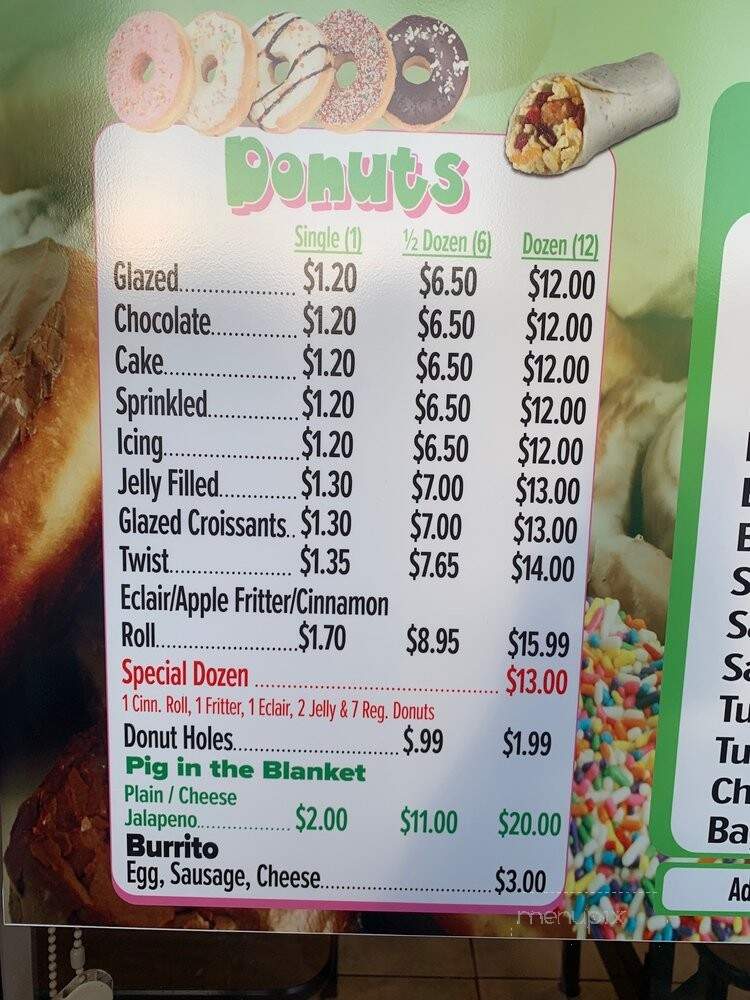 Donuts
Single (1) ½ Dozen (6) Dozen (12)
Glazed.................... $1.20 $6.50 $12.00
Chocolate............... $1.20 $6.50 $12.00
Cake....................... $1.20 $6.50 $12.00
Sprinkled................ $1.20 $6.50 $12.00
Icing.......................$1.20 $6.50 $12.00
Jelly Filled............. $1.30 $7.00 $13.00
Glazed Croissants.. $1.30 $7.00 $13.00
Twist..................... $1.35 $7.65 $14.00
Eclair/Apple Fritter/Cinnamon
Roll.......................$1.70 $8.95 $15.99
Special Dozen ................................ $13.00
1 Cinn. Roll, 1 Fritter, 1 Eclair, 2 Jelly & 7 Reg. Donuts
Donut Holes............................$.99 $1.99
Pig in the Blanket
Plain / Cheese
Jalapeno................ $2.00 $11.00 $20.00
Burrito
Egg, Sausage, Cheese............................$3.00
menupix